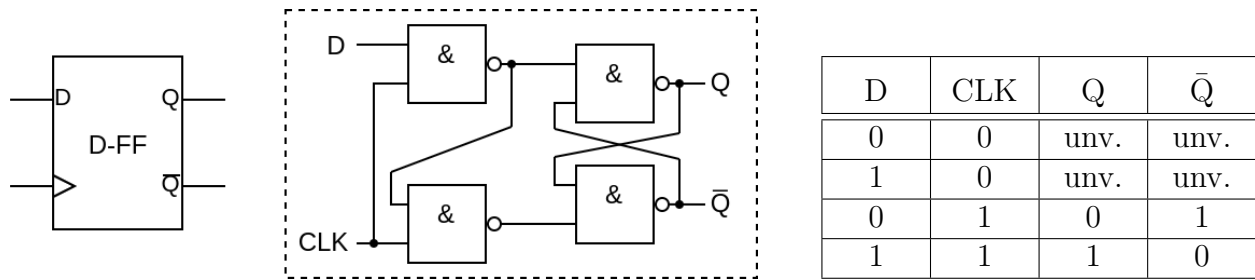 D
Q
D-FF
Q̅
D
&
&
Q
&
&
CLK
Q̅
D CLK Q Q̄
0 0 unv. unv.
1 0 unv. unv.
0 1 0 1
1 1 1 0